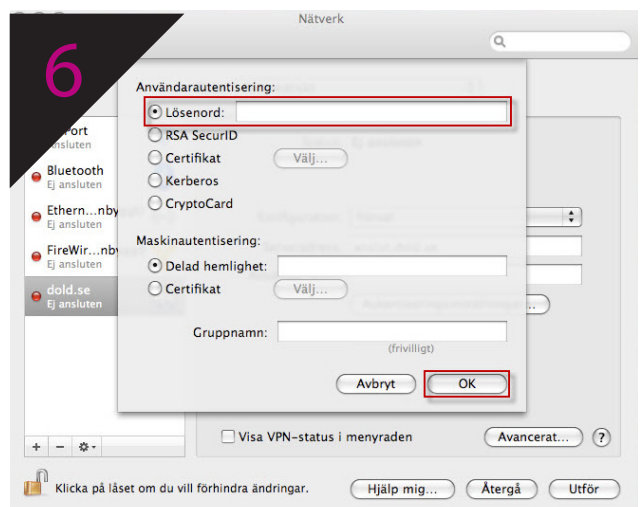 Nätverk
6
Användarautentisering:
Lösenord:
RSA SecurID
Certifikat
Välj...
Kerberos
CryptoCard
Maskinautentisering:
Delad hemlighet:
Certifikat
Välj...
Gruppnamn:
(frivilligt)
Avbryt
OK
Port
nsluten
Bluetooth
Ej ansluten
Ethern...nby
Ej ansluten
FireWir...nby
Ej ansluten
dold.se
Ej ansluten
Visa VPN-status i menyraden
Avancerat...
?
Klicka på låset om du vill förhindra ändringar.
Hjälp mig...
Återgå
Utför